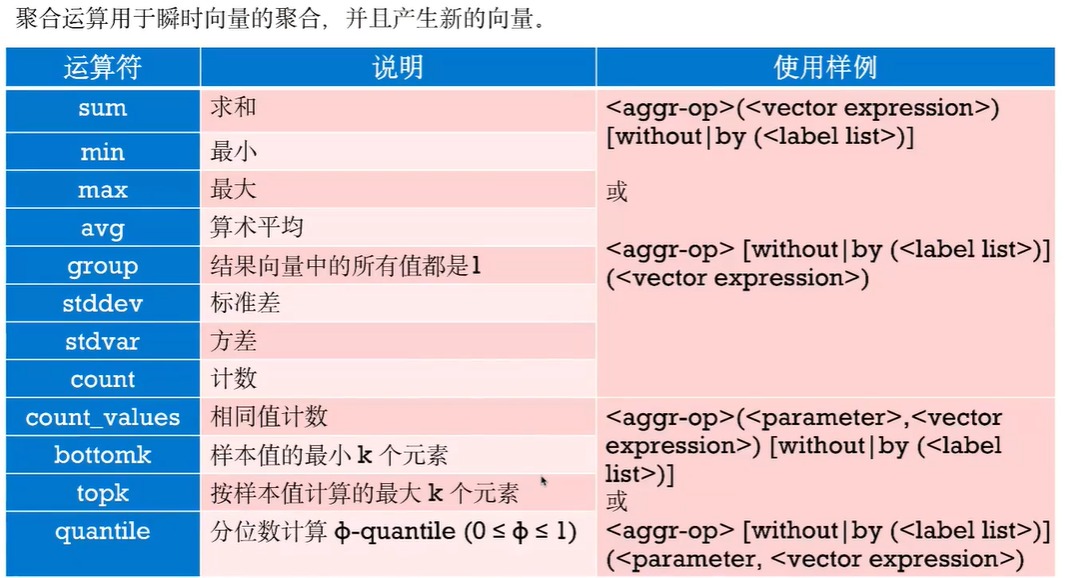 聚合运算用于瞬时向量的聚合，并且产生新的向量。
运算符 说明 使用样例
sum 求和
min 最小
max 最大
avg 算术平均
group 结果向量中的所有值都是1
stddev 标准差
stdvar 方差
count 计数
<aggr-op>(<vector expression>)
[without|by (<label list>)]
或
<aggr-op> [without|by (<label list>)]
(<vector expression>)
count_values 相同值计数
bottomk 样本值的最小 k 个元素
topk 按样本值计算的最大 k 个元素
quantile 分位数计算 ф-quantile (0 ≤ ф ≤ 1)
<aggr-op>(<parameter>,<vector
expression>) [without|by (<label
list>)]
或
<aggr-op> [without|by (<label list>)]
(<parameter, <vector expression>)